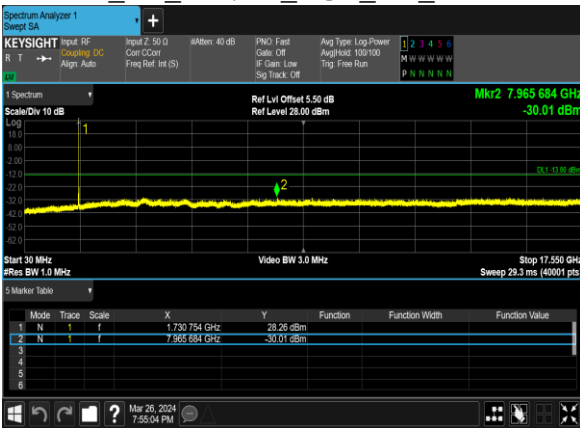 Spectrum Analyzer 1
Swept SA
+
KEYSIGHT Input: RF Input Z: 50 Ω #Atten: 40 dB PNO: Fast Avg Type: Log-Power 1 2 3 4 5 6
R T Coupling: DC Corr CCorr Gate: Off Avg|Hold: 100/100 M W W W W W
Align: Auto Freq Ref: Int (S) IF Gain: Low Trig: Free Run
LV Sig Track: Off P N N N N N
1 Spectrum Ref Lvl Offset 5.50 dB Mkr2 7.965 684 GHz
Scale/Div 10 dB Ref Level 28.00 dBm -30.01 dBm
Log
18.0
8.00
-2.00
-12.0
-22.0
-32.0
-42.0
-52.0
-62.0
1
DL1 -13.00 dBm
2
Start 30 MHz Video BW 3.0 MHz Stop 17.550 GHz
#Res BW 1.0 MHz Sweep 29.3 ms (40001 pts
5 Marker Table
Mode Trace Scale X Y Function Function Width Function Value
1 N 1 f 1.730 754 GHz 28.26 dBm
2 N 1 f 7.965 684 GHz -30.01 dBm
3
4
5
6
? Mar 26, 2024
7:55:04 PM